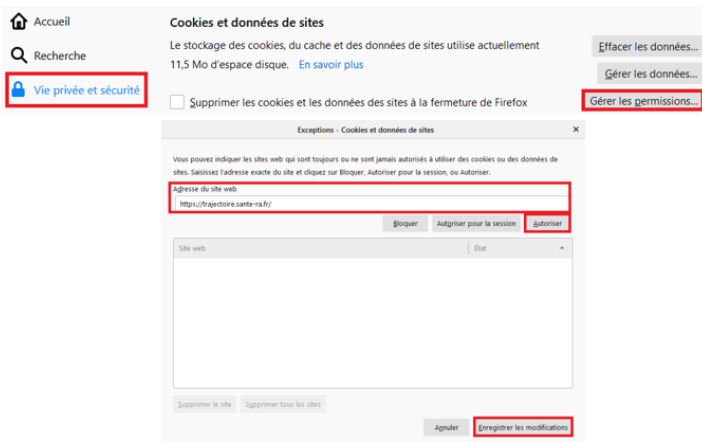 Accueil
Recherche
Vie privée et sécurité
Cookies et données de sites
Le stockage des cookies, du cache et des données de sites utilise actuellement
11,5 Mo d'espace disque. En savoir plus
Effacer les données...
Gérer les données...
Supprimer les cookies et les données des sites à la fermeture de Firefox
Gérer les permissions...
Exceptions - Cookies et données de sites
Vous pouvez indiquer les sites web qui sont toujours ou ne sont jamais autorisés à utiliser des cookies ou des données de
sites. Saisissez l'adresse exacte du site et cliquez sur Bloquer, Autoriser pour la session, ou Autoriser.
Adresse du site web
https://trajectoire.sante-ra.fr/
Bloquer Autoriser pour la session Autoriser
Site web État
Supprimer le site Supprimer tous les sites
Annuler Enregistrer les modifications